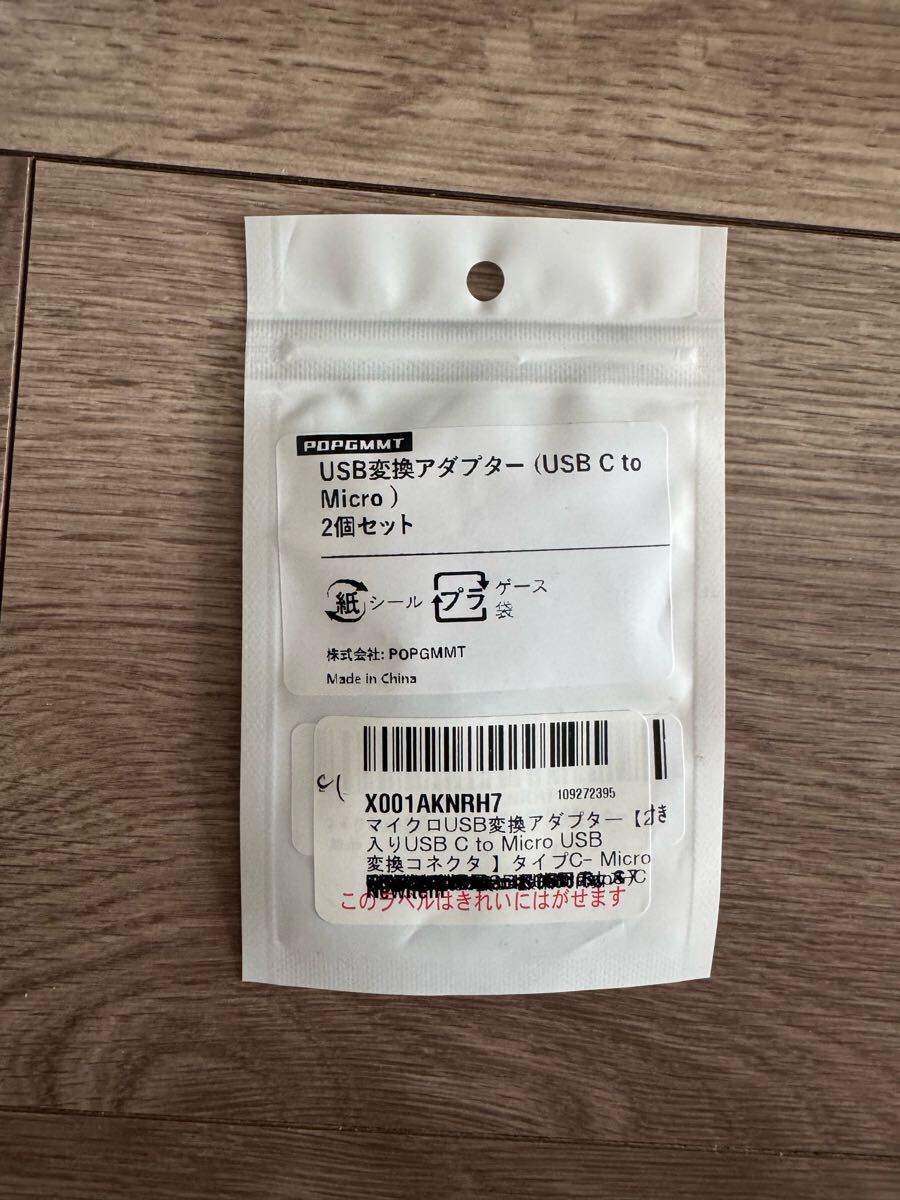 POPGMMT
USB変換アダプター（USB C to
Micro）
2個セット
紙 シール プラ ケース
袋
株式会社: POPGMMT
Made in China
X001AKNRH7 109272395
マイクロUSB変換アダプター【2
入りUSB C to Micro USB
変換コネクタ 】タイプC- Micro
NewItem
このラベルはきれいにはがせます